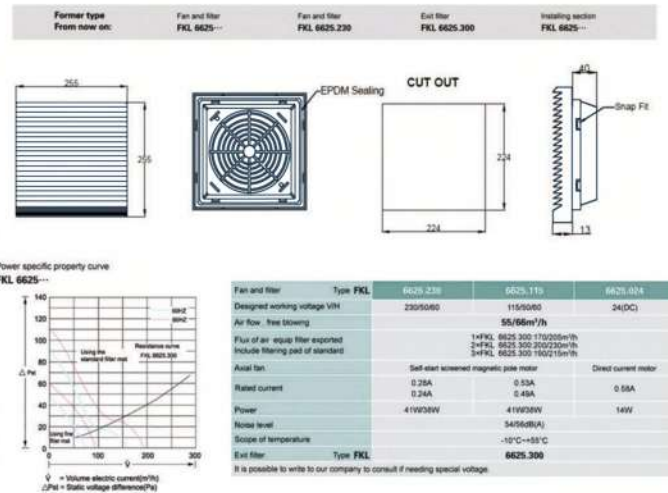 Former type
Fan and filter
Fan and filter
Exit filter
Installing section
From now on:
FKL 6625···
FKL 6625.230
FKL 6625.300
FKL 6625···
255
255
EPDM Sealing
CUT OUT
224
224
40
Snap Fit
13
Power specific property curve
FKL 6625···
140
120
100
80
60
40
20
0
△ Pst
Using the
standard filter mat
Resistance curve
FKL 6625.300
Using fine
filter mat
0
100
200
300
V̇
V̇ = Volume electric current(m³/h)
△Pst = Static voltage difference(Pa)
Fan and filter Type FKL 6625.230 6625.115 6625.024
Designed working voltage V/H 230/50/60 115/50/60 24(DC)
Air flow , free blowing 55/66m³/h
Flux of air equip filter exported
Include filtering pad of standard
1×FKL 6625.300:170/205m³/h
2×FKL 6625.300:200/230m³/h
3×FKL 6625.300:190/215m³/h
Axial fan Self-start screened magnetic pole motor Direct current motor
Rated current
0.28A 0.53A 0.58A
0.24A 0.49A
Power 41W/38W 41W/38W 14W
Noise level 54/56dB(A)
Scope of temperature -10°C~+55°C
Exit filter Type FKL 6625.300
It is possible to write to our company to consult if needing special voltage.